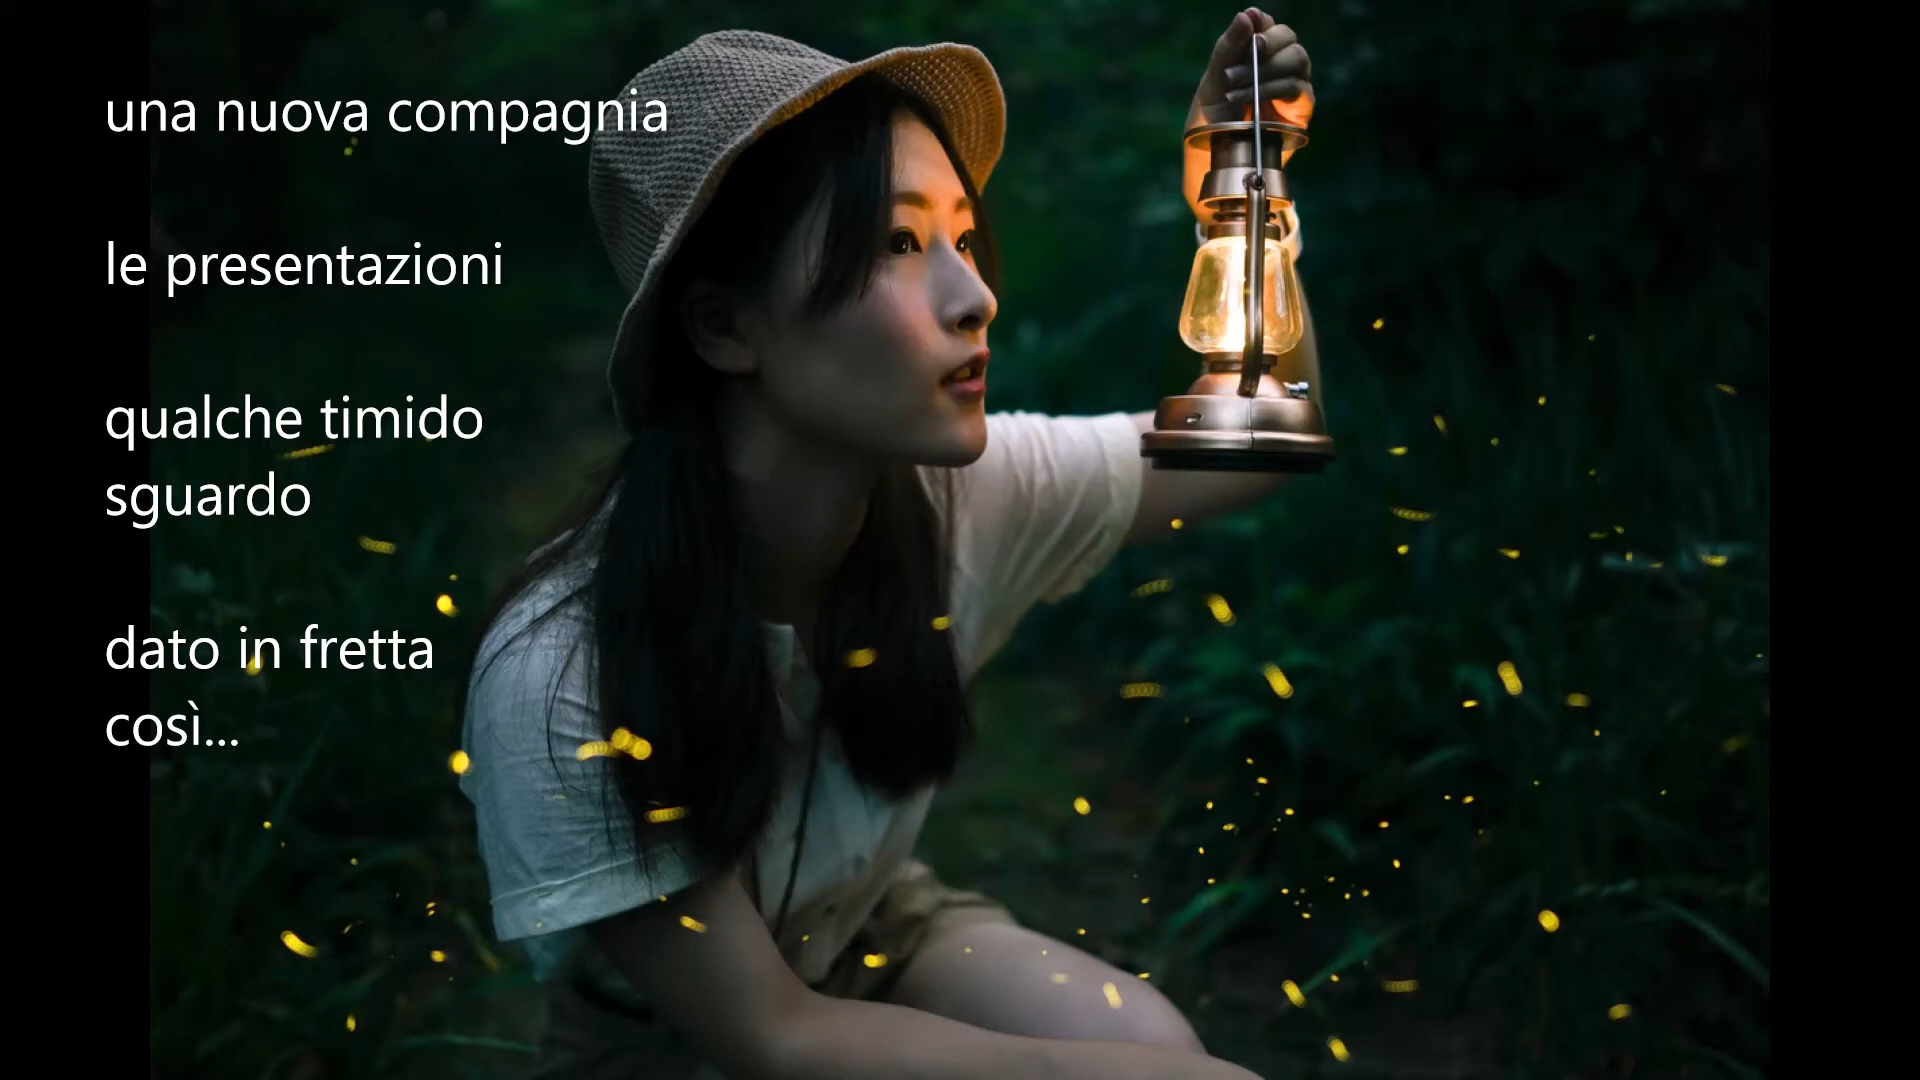 una nuova compagnia
le presentazioni
qualche timido
sguardo
dato in fretta
così...